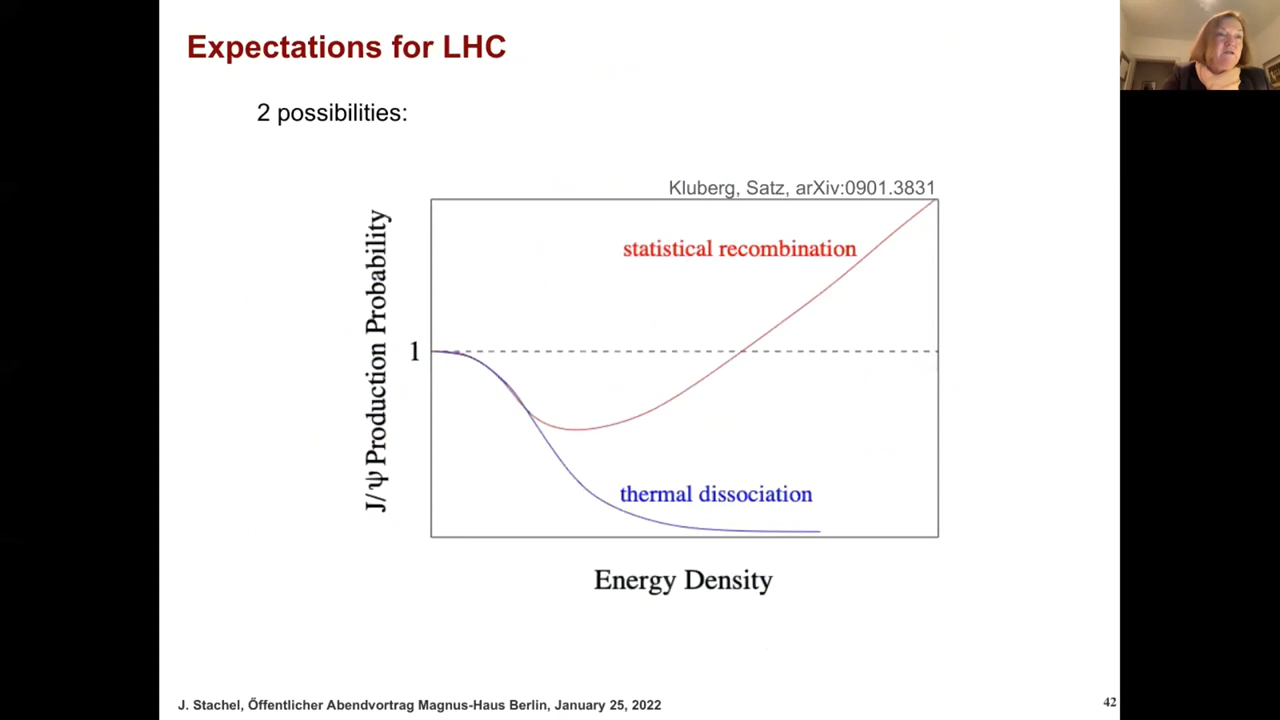 Expectations for LHC
2 possibilities:
Kluberg, Satz, arXiv:0901.3831
J/ψ Production Probability
1
statistical recombination
thermal dissociation
Energy Density
J. Stachel, Öffentlicher Abendvortrag Magnus-Haus Berlin, January 25, 2022
42